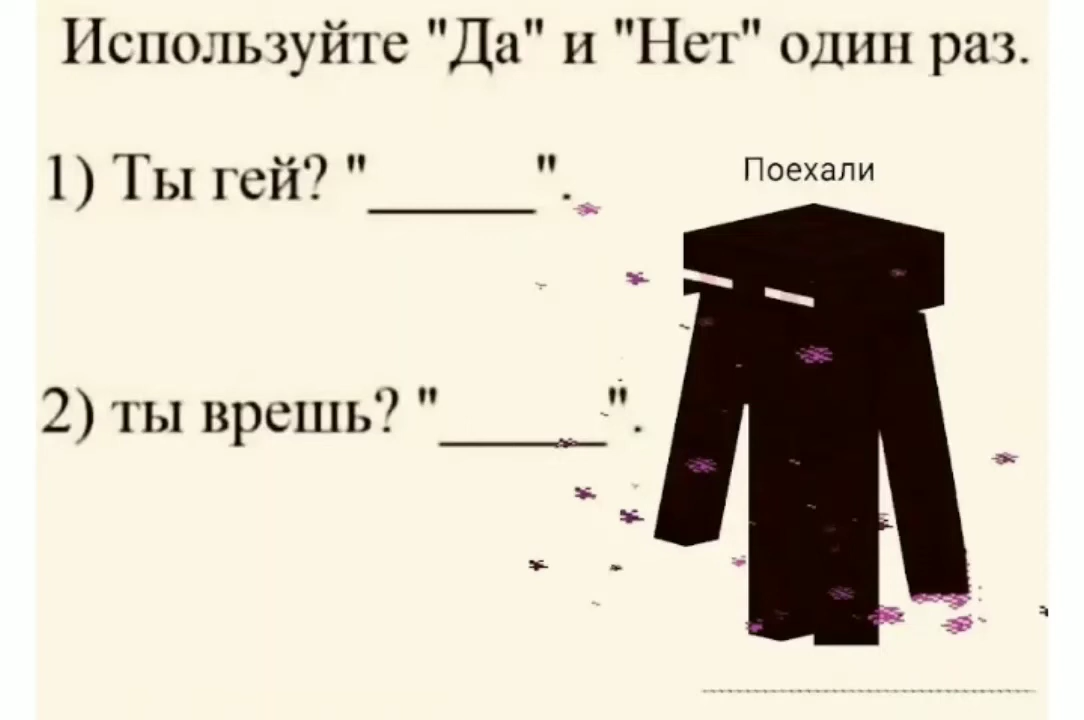 Используйте "Да" и "Нет" один раз.
1) Ты гей? "______".
Поехали
2) ты врешь? "______".